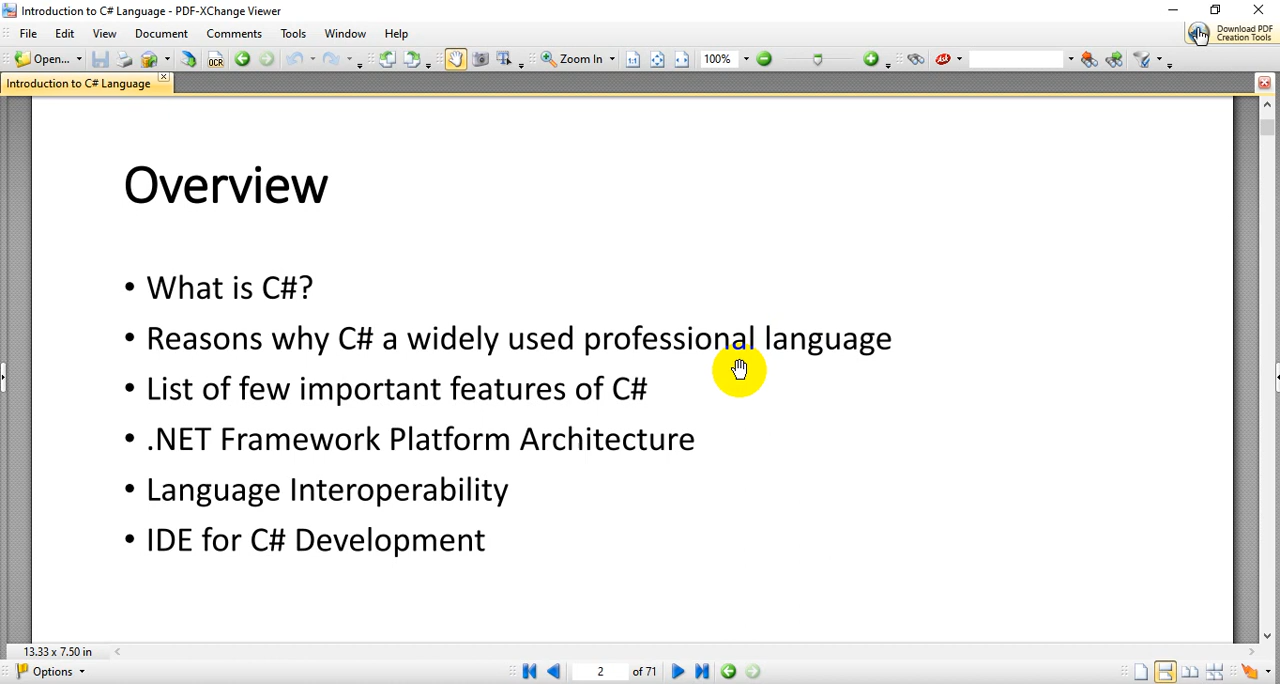 Introduction to C# Language - PDF-XChange Viewer
File Edit View Document Comments Tools Window Help
Download PDF
Creation Tools
Open... OCR Zoom In 100%
Introduction to C# Language
Overview
• What is C#?
• Reasons why C# a widely used professional language
• List of few important features of C#
• .NET Framework Platform Architecture
• Language Interoperability
• IDE for C# Development
13.33 x 7.50 in
Options 2 of 71